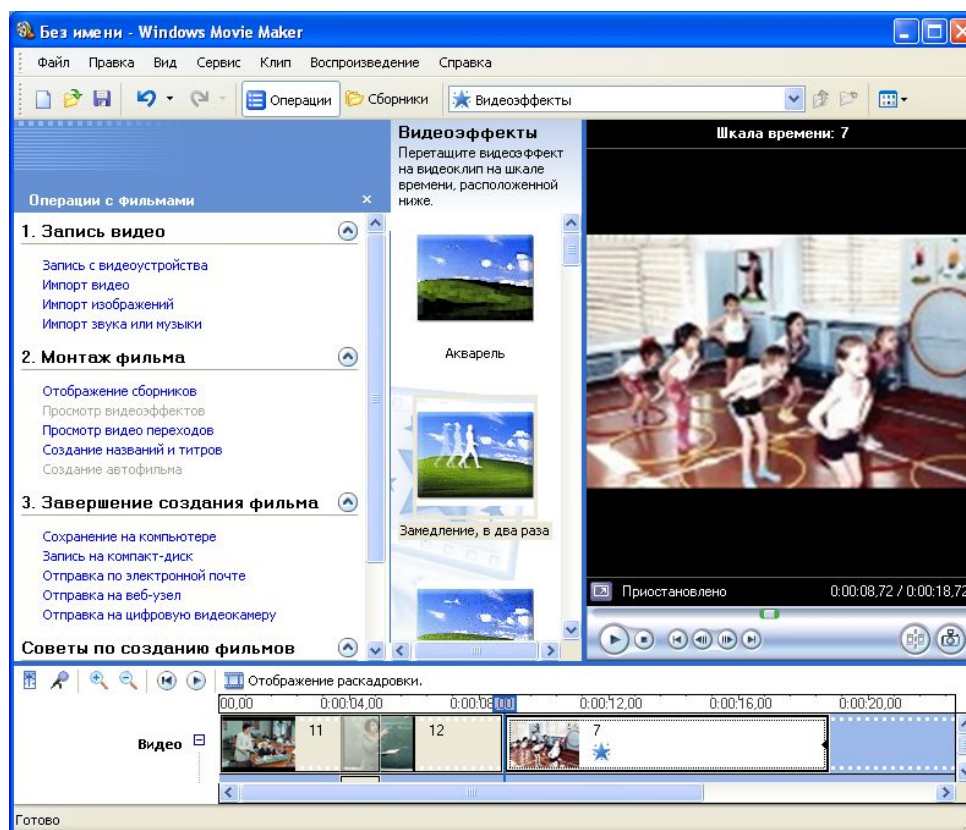 Без имени - Windows Movie Maker
Файл Правка Вид Сервис Клип Воспроизведение Справка
Операции Сборники Видеоэффекты
Операции с фильмами
1. Запись видео
Запись с видеоустройства
Импорт видео
Импорт изображений
Импорт звука или музыки
2. Монтаж фильма
Отображение сборников
Просмотр видеоэффектов
Просмотр видео переходов
Создание названий и титров
Создание автофильма
3. Завершение создания фильма
Сохранение на компьютере
Запись на компакт-диск
Отправка по электронной почте
Отправка на веб-узел
Отправка на цифровую видеокамеру
Советы по созданию фильмов
Видеоэффекты
Перетащите видеоэффект
на видеоклип на шкале
времени, расположенной
ниже.
Акварель
Замедление, в два раза
Шкала времени: 7
Приостановлено 0:00:08,72 / 0:00:18,72
Отображение раскадровки.
00,00 0:00:04,00 0:00:08,00 0:00:12,00 0:00:16,00 0:00:20,00
Видео 11 12 7
Готово